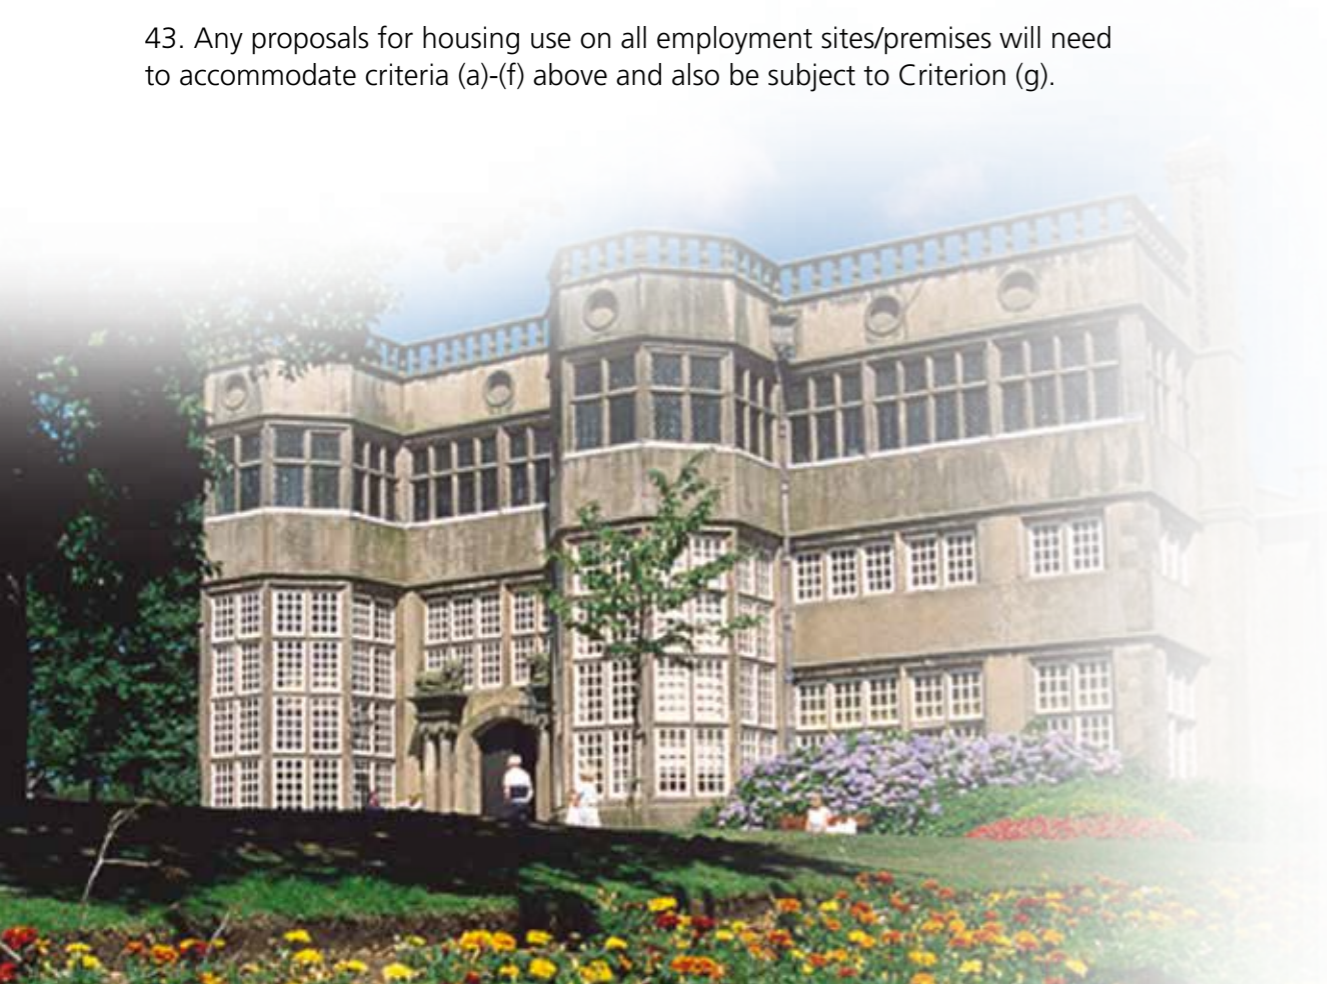 43. Any proposals for housing use on all employment sites/premises will need
to accommodate criteria (a)-(f) above and also be subject to Criterion (g).